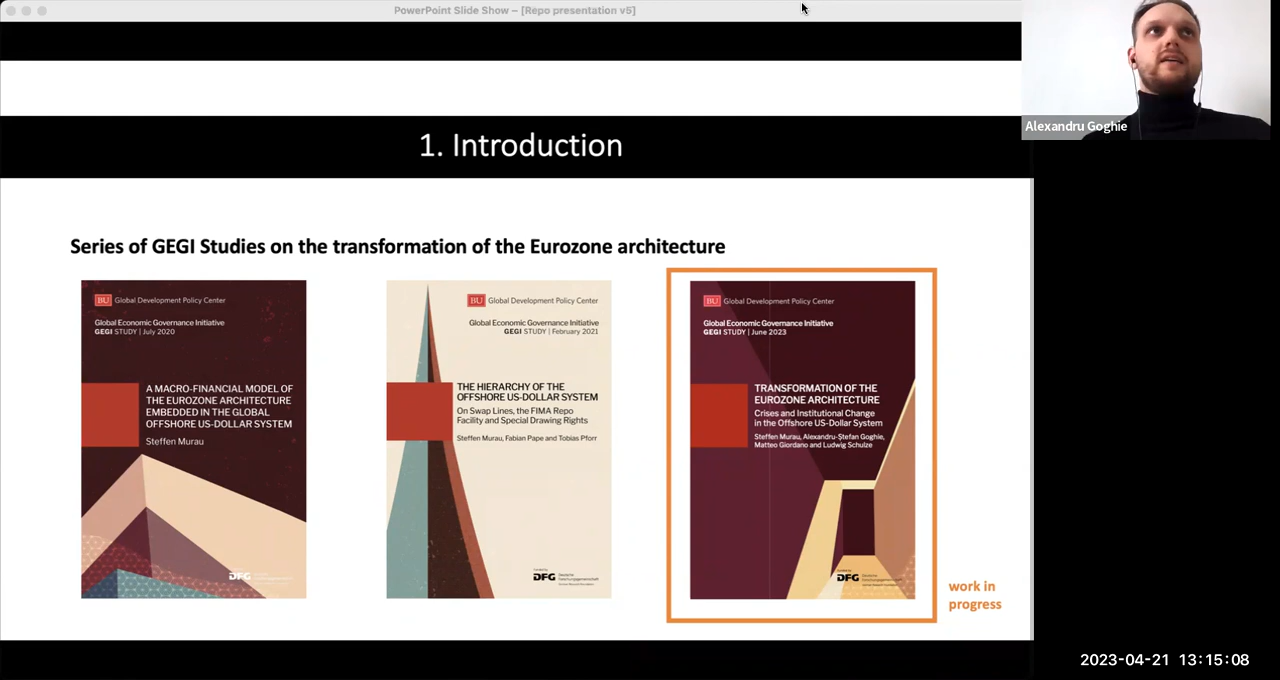 PowerPoint Slide Show – [Repo presentation v5]
Alexandru Goghie
1. Introduction
Series of GEGI Studies on the transformation of the Eurozone architecture
BU Global Development Policy Center
Global Economic Governance Initiative
GEGI STUDY | July 2020
A MACRO-FINANCIAL MODEL OF
THE EUROZONE ARCHITECTURE
EMBEDDED IN THE GLOBAL
OFFSHORE US-DOLLAR SYSTEM
Steffen Murau
DFG
BU Global Development Policy Center
Global Economic Governance Initiative
GEGI STUDY | February 2021
THE HIERARCHY OF THE
OFFSHORE US-DOLLAR SYSTEM
On Swap Lines, the FIMA Repo
Facility and Special Drawing Rights
Steffen Murau, Fabian Pape and Tobias Pforr
DFG
BU Global Development Policy Center
Global Economic Governance Initiative
GEGI STUDY | June 2023
TRANSFORMATION OF THE
EUROZONE ARCHITECTURE
Crises and Institutional Change
in the Offshore US-Dollar System
Steffen Murau, Alexandru-Ștefan Goghie,
Matteo Giordano and Ludwig Schulze
DFG
work in
progress
2023-04-21 13:15:08